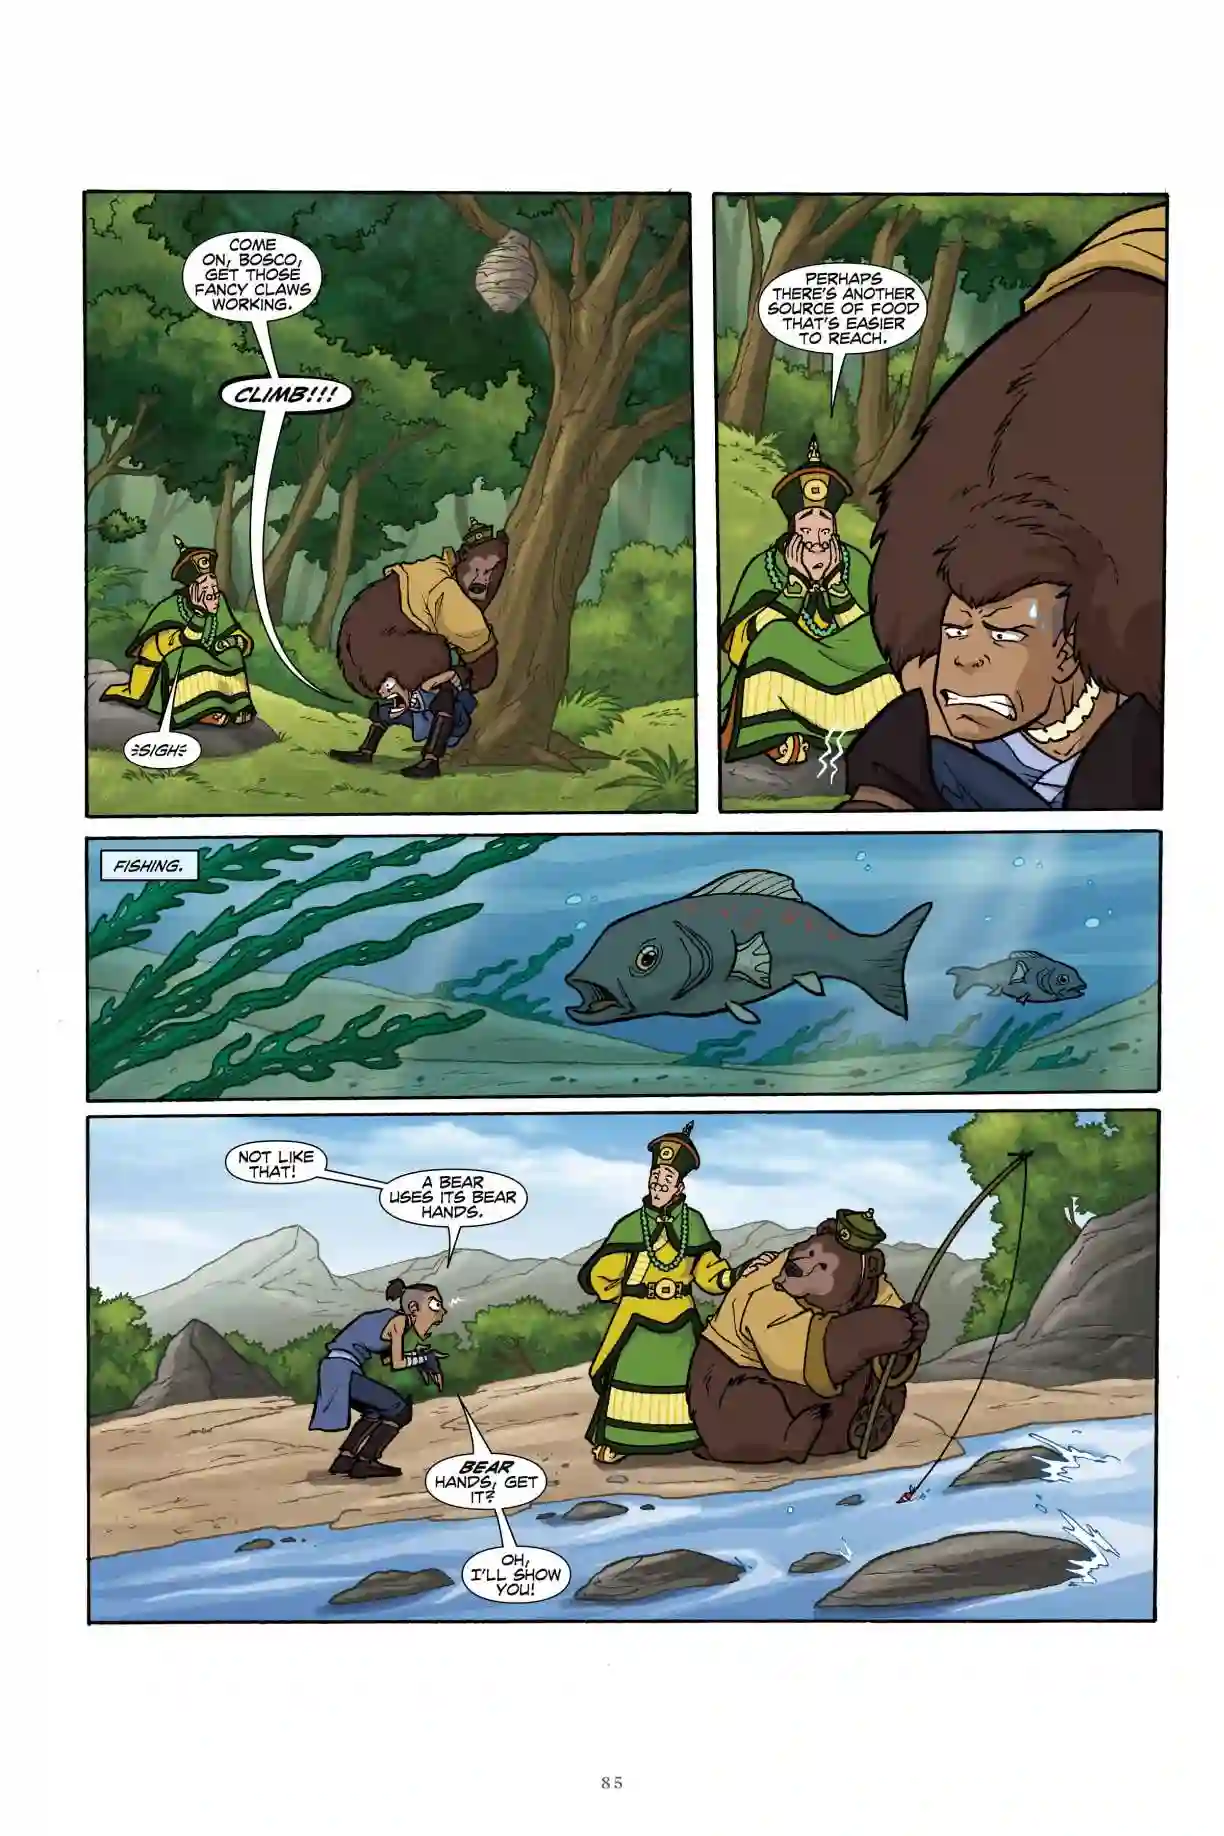 COME
ON, BOSCO,
GET THOSE
FANCY CLAWS
WORKING.
CLIMB!!!
SIGH
PERHAPS
THERE'S ANOTHER
SOURCE OF FOOD
THAT'S EASIER
TO REACH.
FISHING.
NOT LIKE
THAT!
A BEAR
USES ITS BEAR
HANDS.
BEAR
HANDS, GET
IT?
OH,
I'LL SHOW
YOU!
85